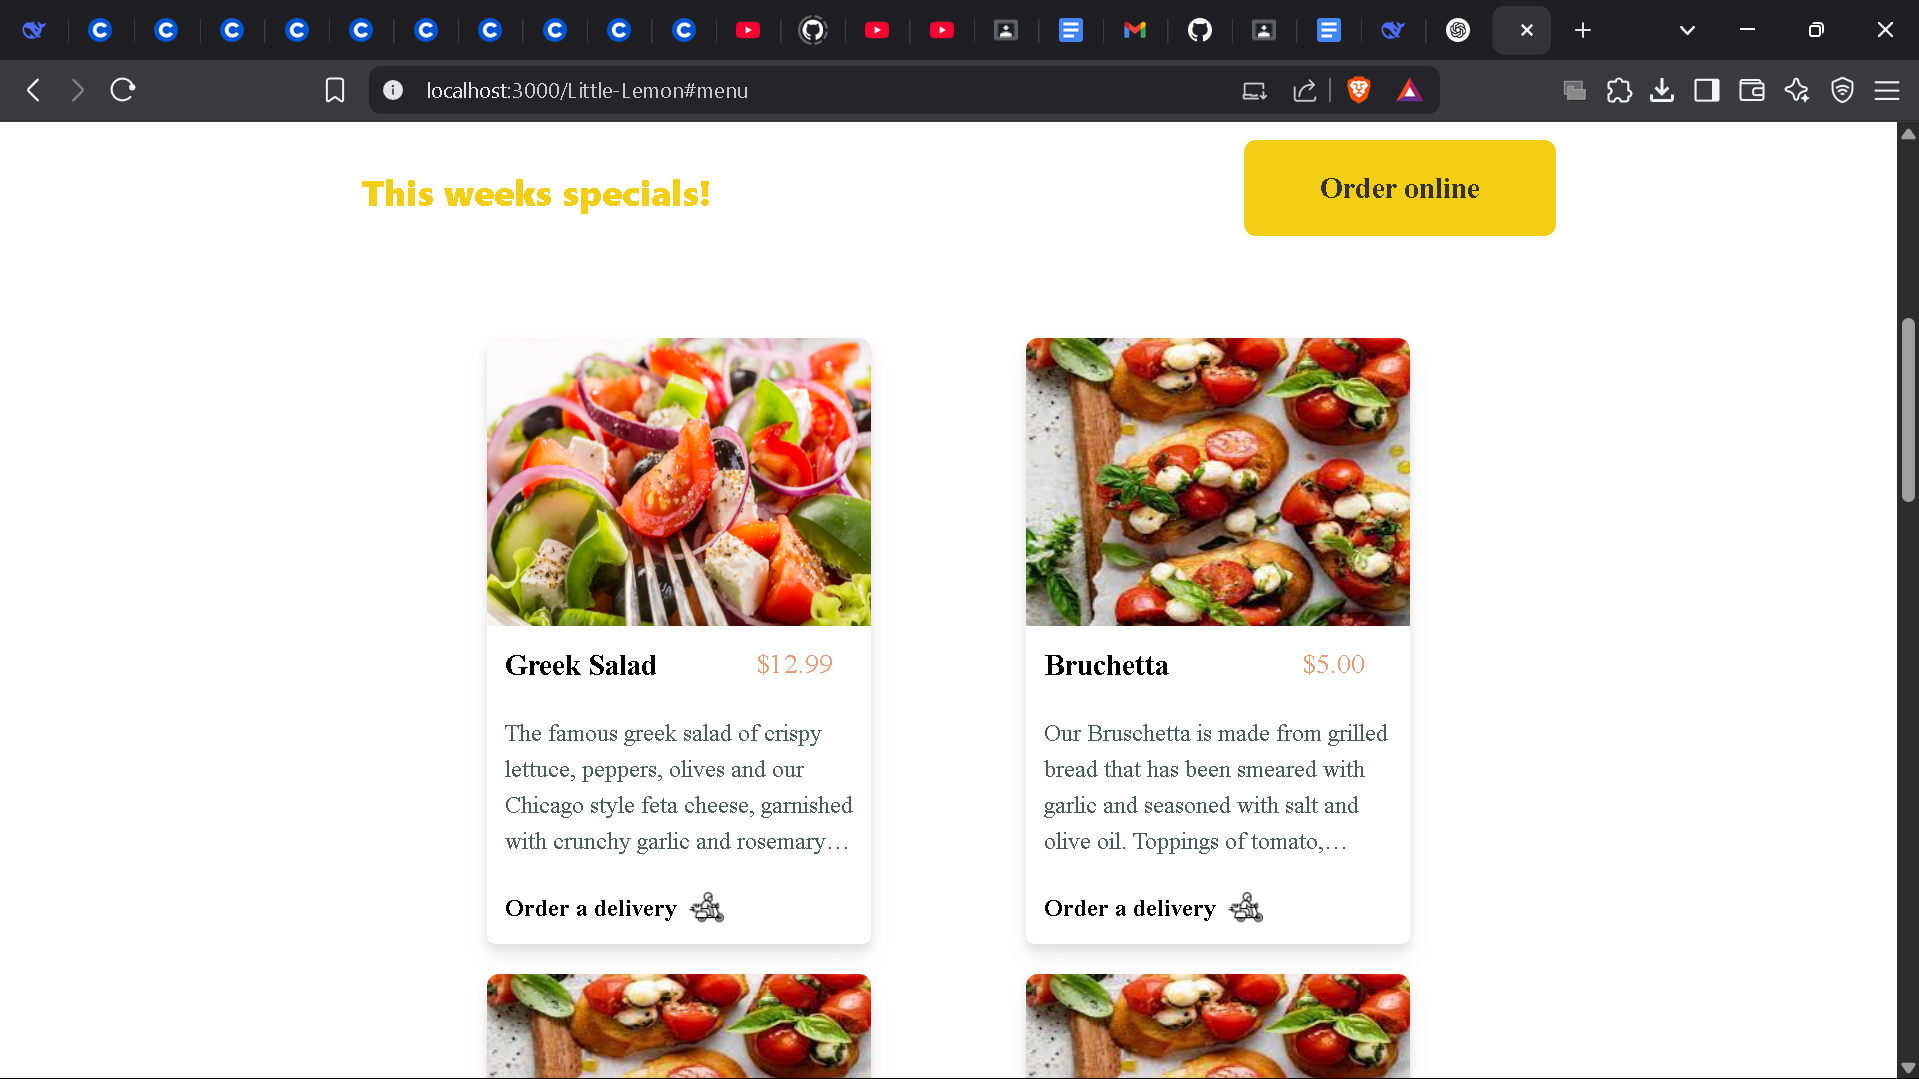 localhost:3000/Little-Lemon#menu
This weeks specials!
Order online
Greek Salad
$12.99
The famous greek salad of crispy
lettuce, peppers, olives and our
Chicago style feta cheese, garnished
with crunchy garlic and rosemary…
Order a delivery
Bruchetta
$5.00
Our Bruschetta is made from grilled
bread that has been smeared with
garlic and seasoned with salt and
olive oil. Toppings of tomato,…
Order a delivery